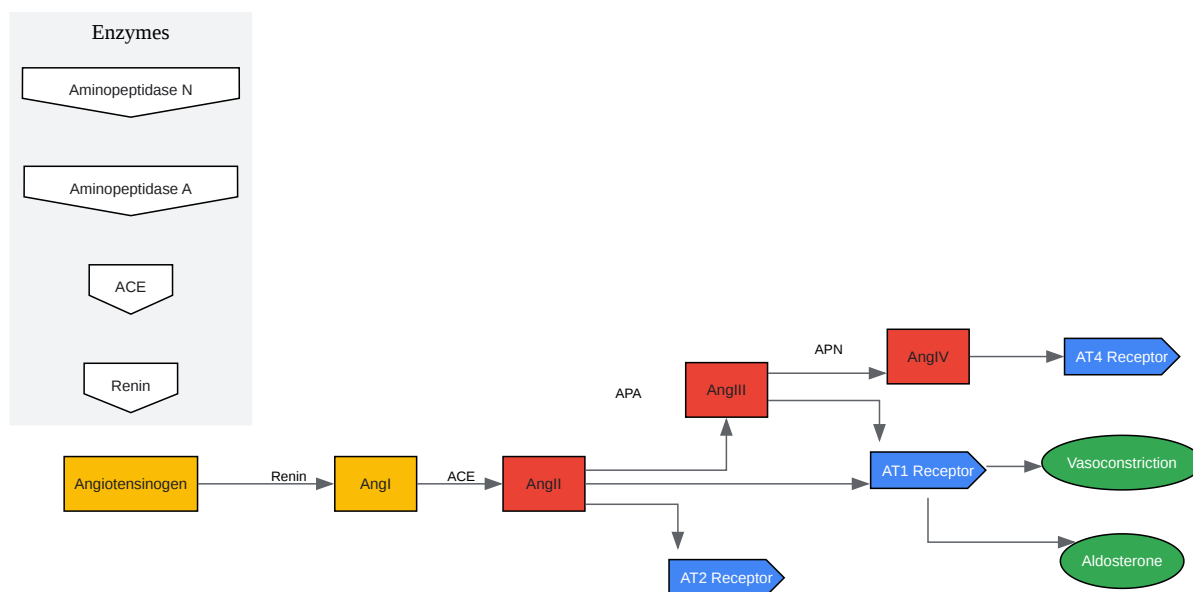 Enzymes
Aminopeptidase N
Aminopeptidase A
ACE
Renin
APN
AngIV
AT4 Receptor
APA
AngIII
Angiotensinogen
Renin
AngI
ACE
AngII
AT1 Receptor
Vasoconstriction
AT2 Receptor
Aldosterone